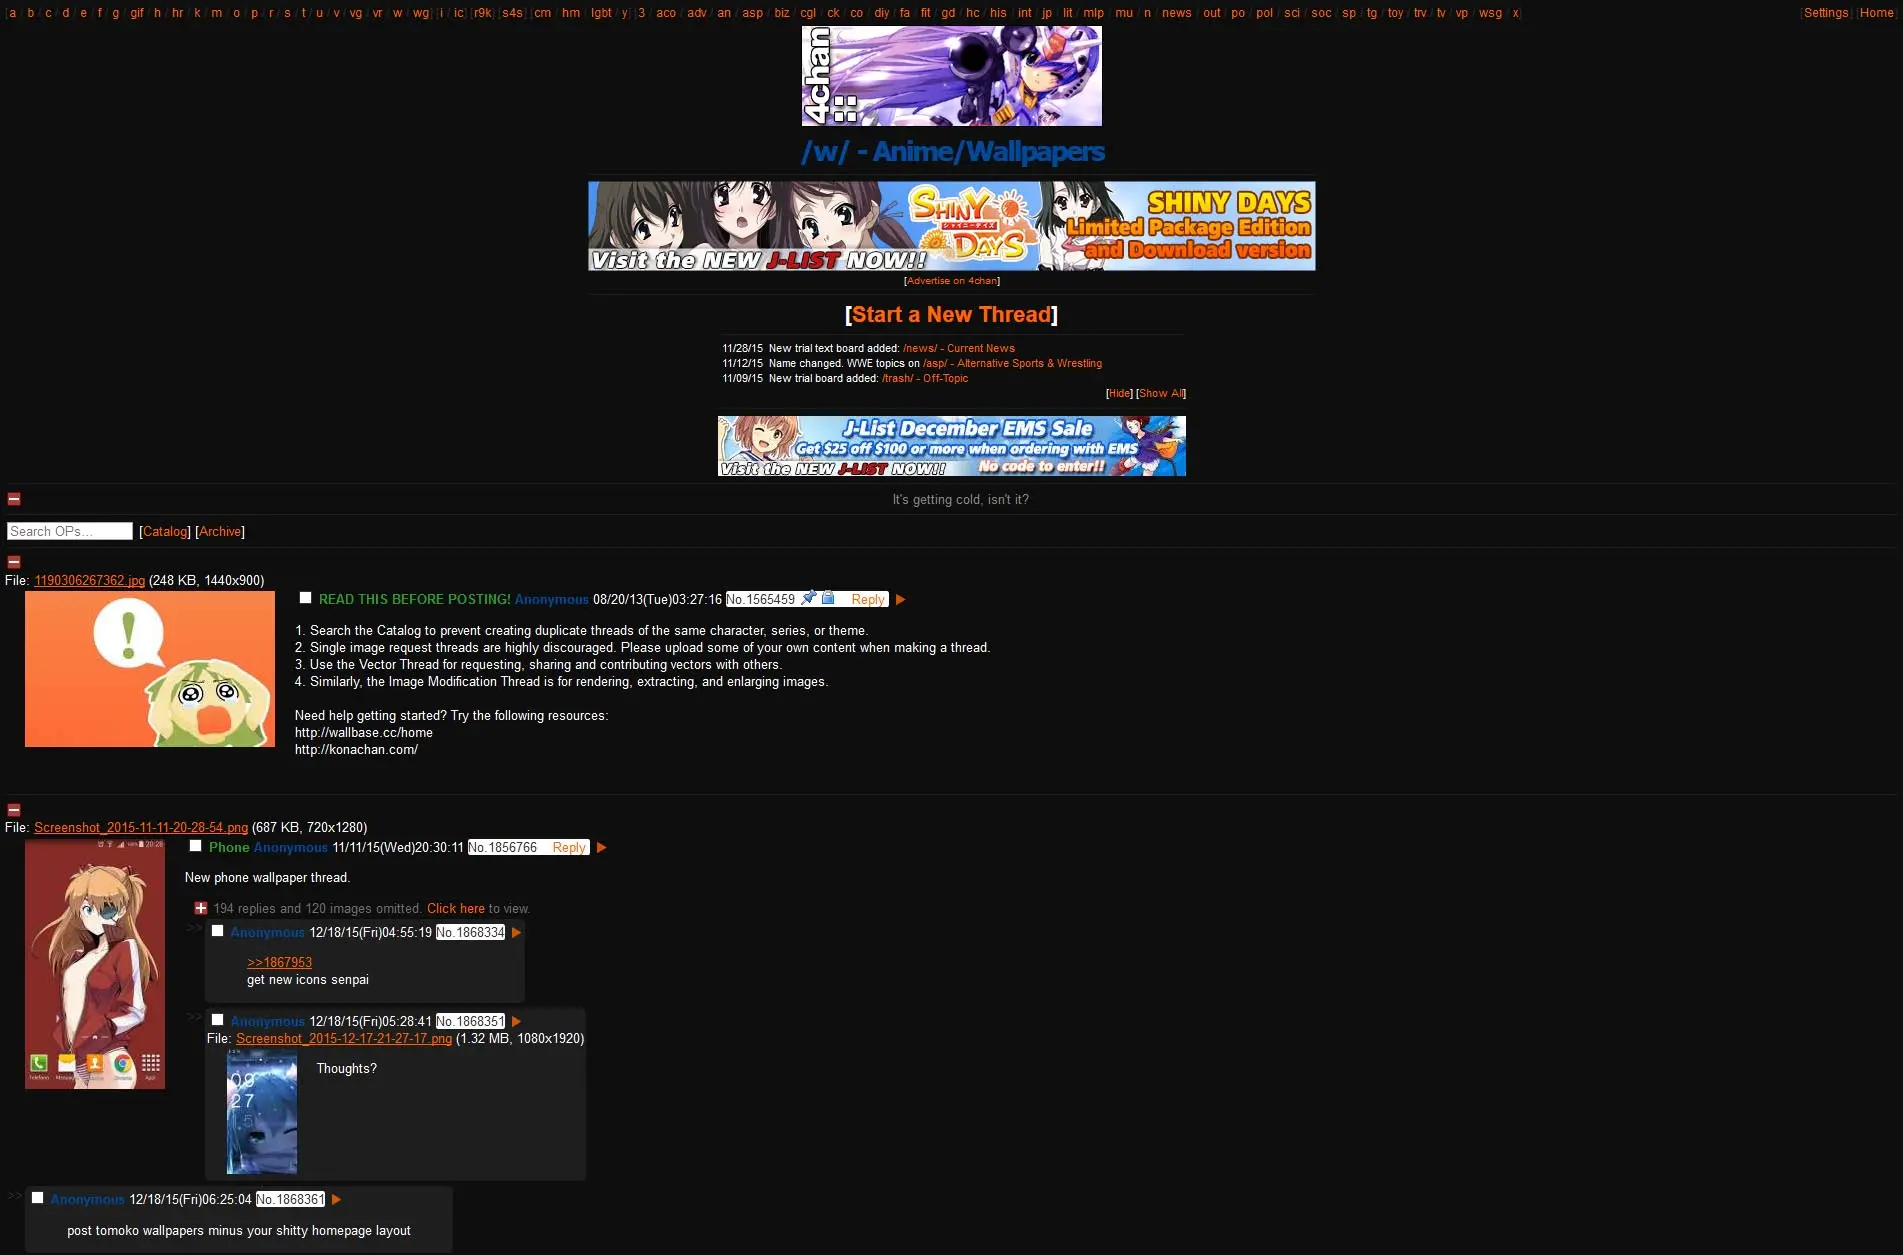 [a / b / c / d / e / f / g / gif / h / hr / k / m / o / p / r / s / t / u / v / vg / vr / w / wg] [i / ic] [r9k] [s4s] [cm / hm / lgbt / y] [3 / aco / adv / an / asp / biz / cgl / ck / co / diy / fa / fit / gd / hc / his / int / jp / lit / mlp / mu / n / news / out / po / pol / sci / soc / sp / tg / toy / trv / tv / vp / wsg / x] [Settings] [Home]
4chan
/w/ - Anime/Wallpapers
SHINY DAYS
シャイニーデイズ
SHINY DAYS
Limited Package Edition
and Download version
Visit the NEW J-LIST NOW!!
[Advertise on 4chan]
[Start a New Thread]
11/28/15 New trial text board added: /news/ - Current News
11/12/15 Name changed. WWE topics on /asp/ - Alternative Sports & Wrestling
11/09/15 New trial board added: /trash/ - Off-Topic
[Hide] [Show All]
J-List December EMS Sale
Get $25 off $100 or more when ordering with EMS
Visit the NEW J-LIST NOW!! No code to enter!!
It's getting cold, isn't it?
Search OPs... [Catalog] [Archive]
File: 1190306267362.jpg (248 KB, 1440x900)
READ THIS BEFORE POSTING! Anonymous 08/20/13(Tue)03:27:16 No.1565459 Reply
1. Search the Catalog to prevent creating duplicate threads of the same character, series, or theme.
2. Single image request threads are highly discouraged. Please upload some of your own content when making a thread.
3. Use the Vector Thread for requesting, sharing and contributing vectors with others.
4. Similarly, the Image Modification Thread is for rendering, extracting, and enlarging images.
Need help getting started? Try the following resources:
http://wallbase.cc/home
http://konachan.com/
File: Screenshot_2015-11-11-20-28-54.png (687 KB, 720x1280)
20:28
Phone Anonymous 11/11/15(Wed)20:30:11 No.1856766 Reply
New phone wallpaper thread.
194 replies and 120 images omitted. Click here to view.
>> Anonymous 12/18/15(Fri)04:55:19 No.1868334
>>1867953
get new icons senpai
>> Anonymous 12/18/15(Fri)05:28:41 No.1868351
File: Screenshot_2015-12-17-21-27-17.png (1.32 MB, 1080x1920)
Thoughts?
09
27
15
>> Anonymous 12/18/15(Fri)06:25:04 No.1868361
post tomoko wallpapers minus your shitty homepage layout